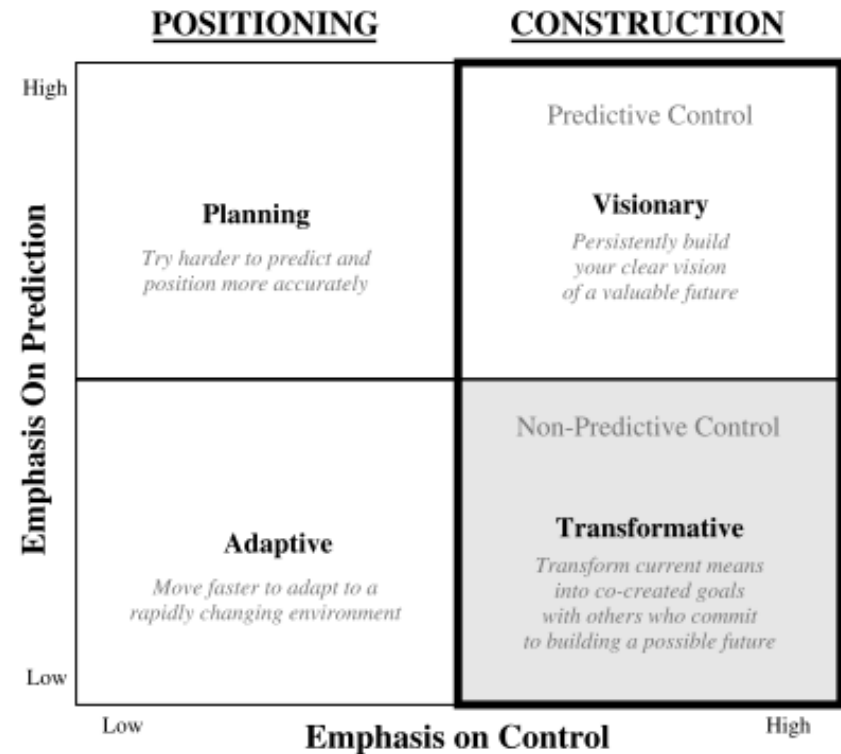 POSITIONING
CONSTRUCTION
High
Predictive Control
Planning
Try harder to predict and
position more accurately
Visionary
Persistently build
your clear vision
of a valuable future
Emphasis On Prediction
Non-Predictive Control
Adaptive
Move faster to adapt to a
rapidly changing environment
Transformative
Transform current means
into co-created goals
with others who commit
to building a possible future
Low
Low
Emphasis on Control
High